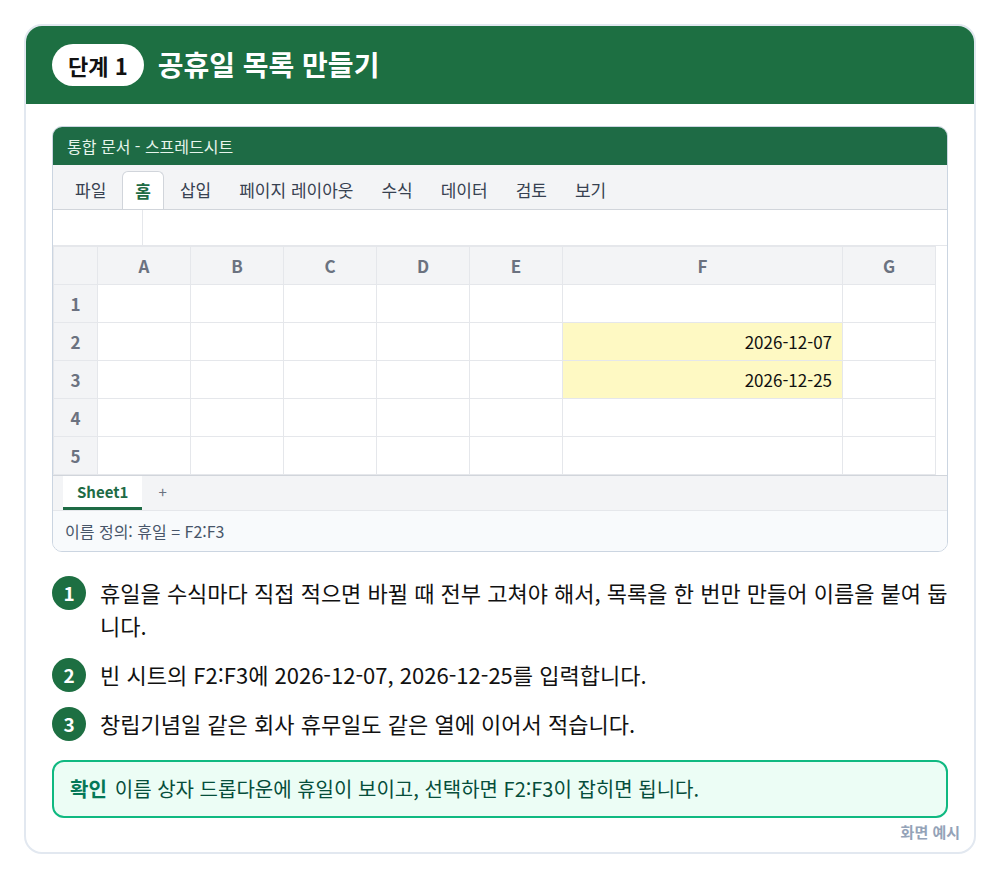 단계 1 공휴일 목록 만들기
통합 문서 - 스프레드시트
파일 홈 삽입 페이지 레이아웃 수식 데이터 검토 보기
A B C D E F G
1
2 2026-12-07
3 2026-12-25
4
5
Sheet1 +
이름 정의: 휴일 = F2:F3
1 휴일을 수식마다 직접 적으면 바뀔 때 전부 고쳐야 해서, 목록을 한 번만 만들어 이름을 붙여 둡
니다.
2 빈 시트의 F2:F3에 2026-12-07, 2026-12-25를 입력합니다.
3 창립기념일 같은 회사 휴무일도 같은 열에 이어서 적습니다.
확인 이름 상자 드롭다운에 휴일이 보이고, 선택하면 F2:F3이 잡히면 됩니다.
화면 예시